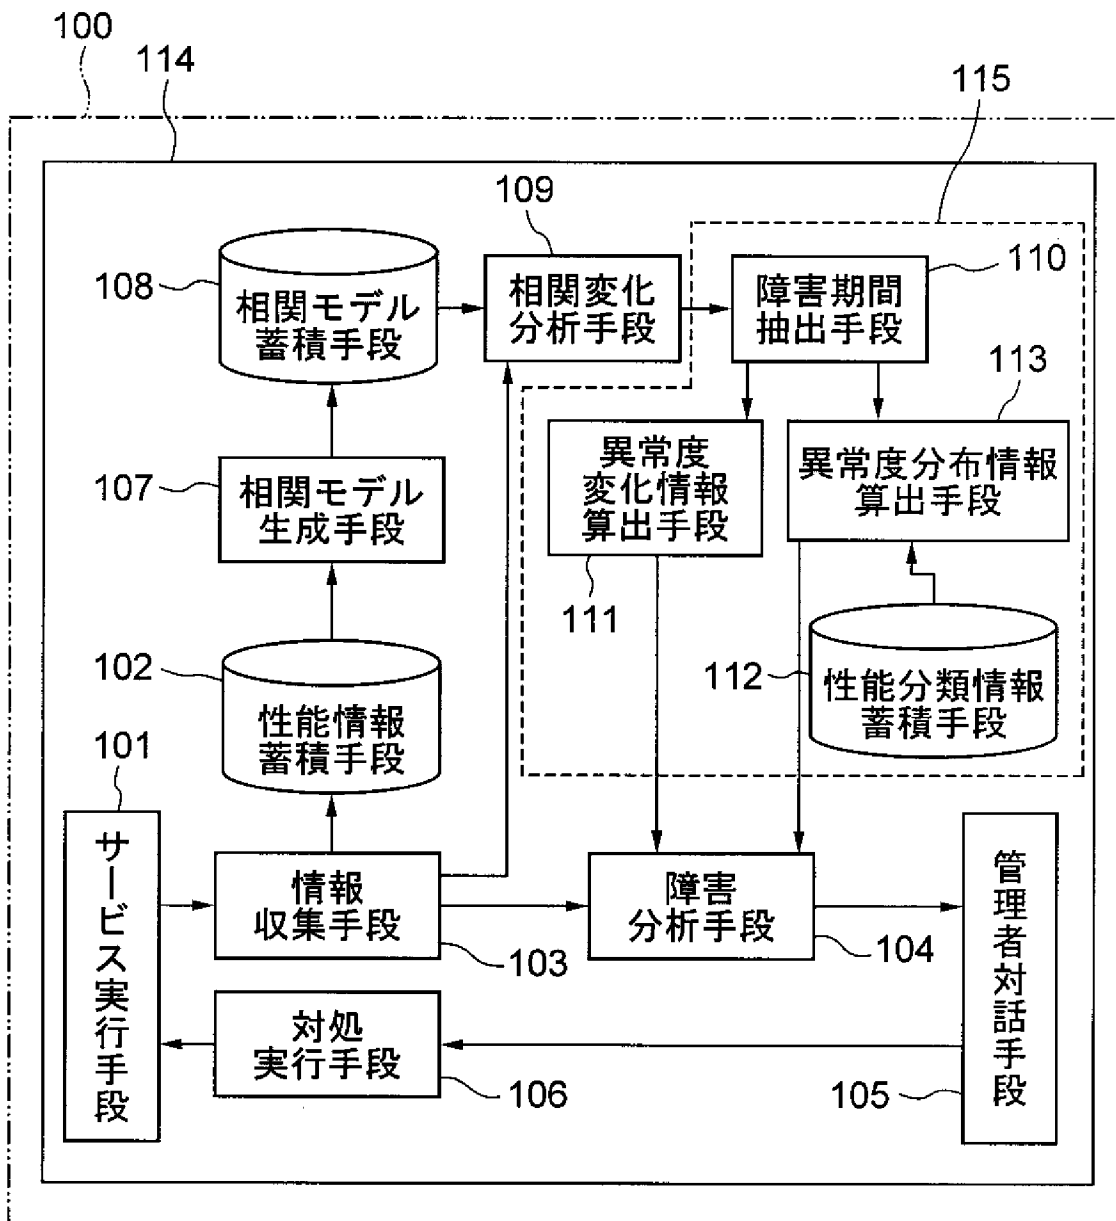 100
114
115
109
108
相関モデル
蓄積手段
相関変化
分析手段
障害期間
抽出手段
110
113
107
相関モデル
生成手段
異常度
変化情報
算出手段
異常度分布情報
算出手段
111
102
性能情報
蓄積手段
112
性能分類情報
蓄積手段
101
サービス実行手段
情報
収集手段
103
障害
分析手段
104
管理者対話手段
対処
実行手段
106
105